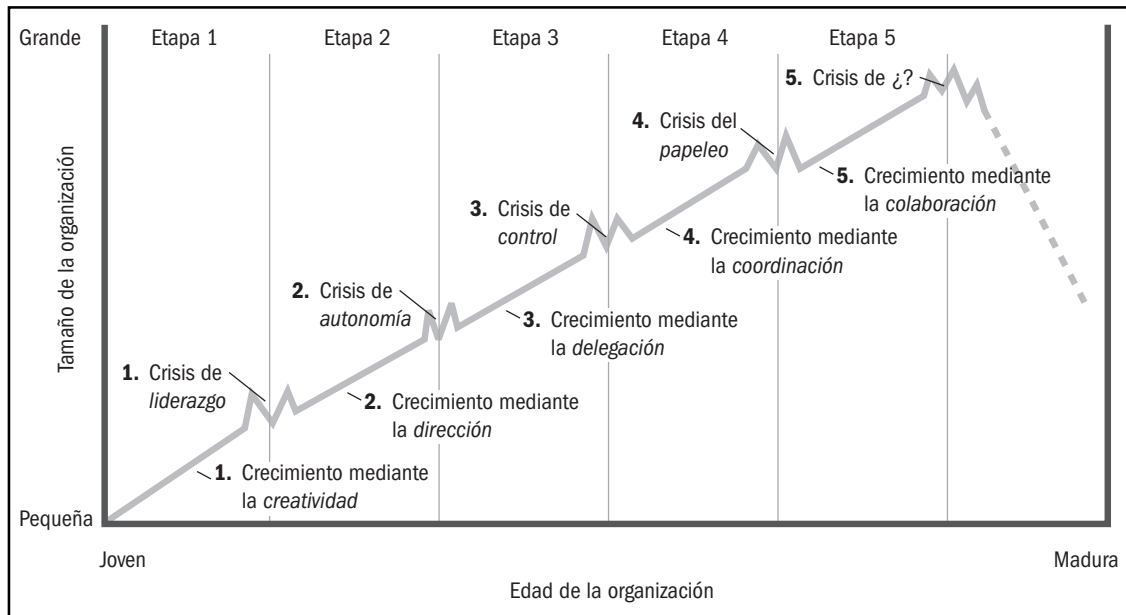 Grande
Etapa 1
Etapa 2
Etapa 3
Etapa 4
Etapa 5
5. Crisis de ¿?
4. Crisis del
papeleo
5. Crecimiento mediante
la colaboración
3. Crisis de
control
4. Crecimiento mediante
la coordinación
2. Crisis de
autonomía
3. Crecimiento mediante
la delegación
1. Crisis de
liderazgo
2. Crecimiento mediante
la dirección
1. Crecimiento mediante
la creatividad
Tamaño de la organización
Pequeña
Joven
Madura
Edad de la organización